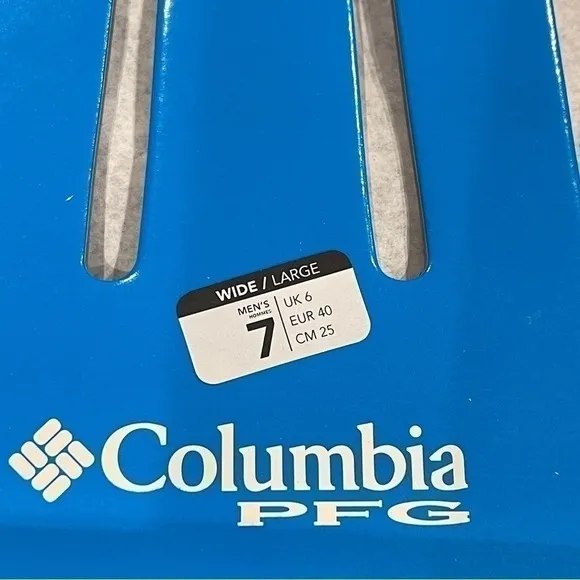 WIDE / LARGE
MEN'S
HOMMES
7
UK 6
EUR 40
CM 25
Columbia
PFG